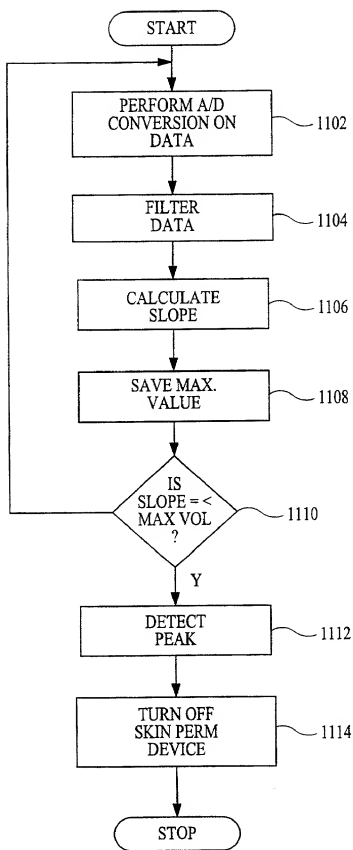 START
PERFORM A/D
CONVERSION ON
DATA
1102
FILTER
DATA
1104
CALCULATE
SLOPE
1106
SAVE MAX.
VALUE
1108
IS
SLOPE = <
MAX VOL
?
1110
Y
DETECT
PEAK
1112
TURN OFF
SKIN PERM
DEVICE
1114
STOP